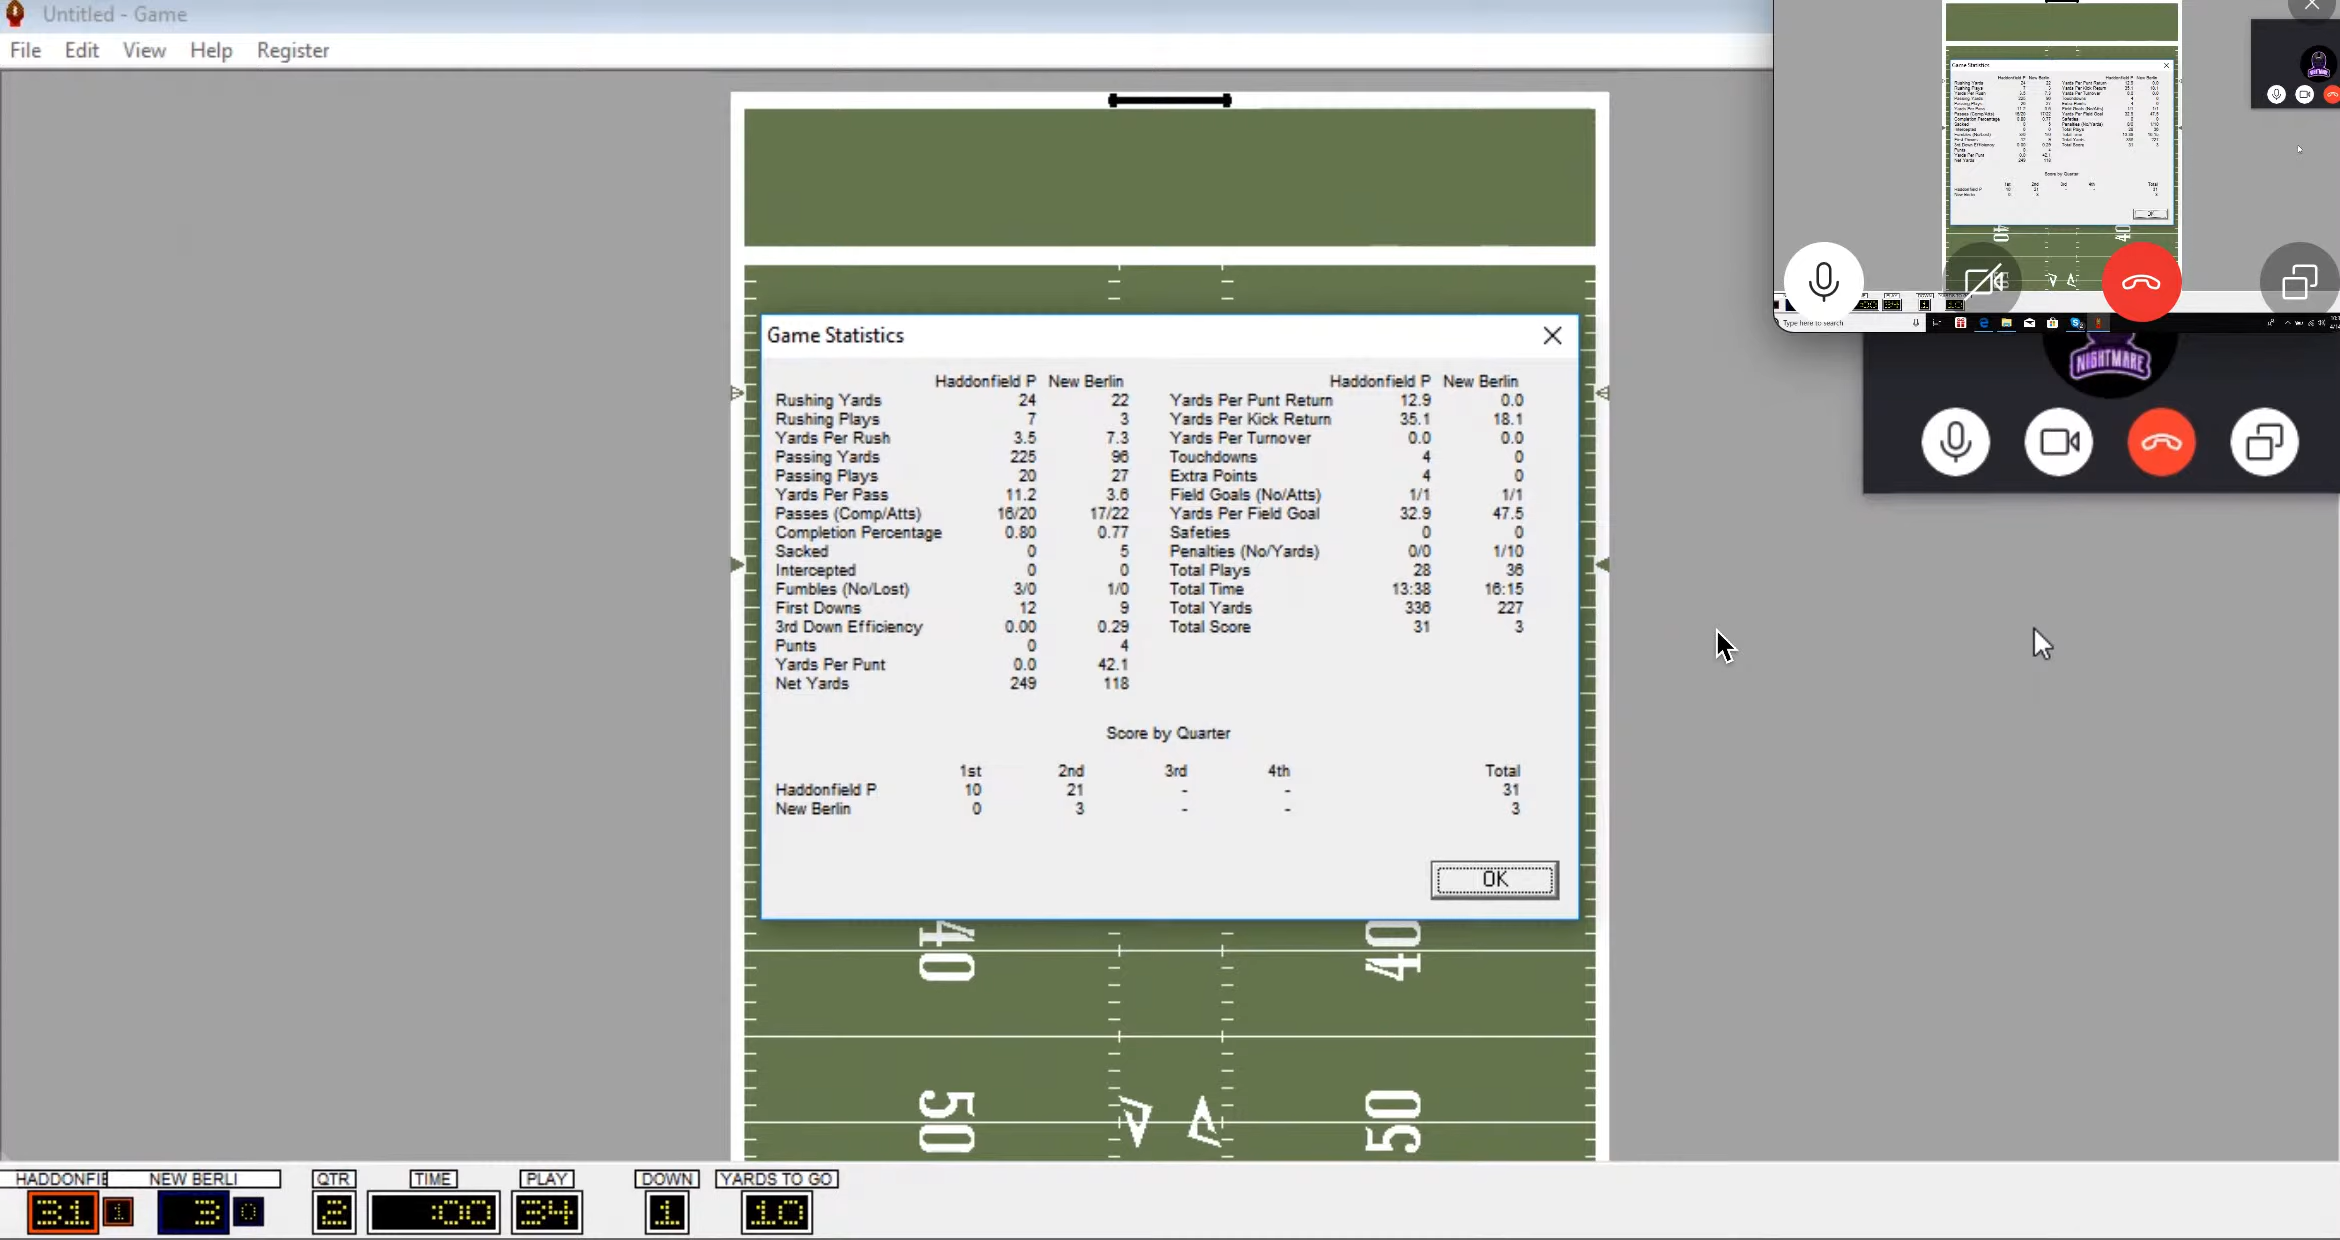 Untitled - Game
File Edit View Help Register
Game Statistics
Haddonfield P New Berlin Haddonfield P New Berlin
Rushing Yards 24 22 Yards Per Punt Return 12.9 0.0
Rushing Plays 7 3 Yards Per Kick Return 35.1 18.1
Yards Per Rush 3.5 7.3 Yards Per Turnover 0.0 0.0
Passing Yards 225 96 Touchdowns 4 0
Passing Plays 20 27 Extra Points 4 0
Yards Per Pass 11.2 3.6 Field Goals (No/Atts) 1/1 1/1
Passes (Comp/Atts) 16/20 17/22 Yards Per Field Goal 32.9 47.5
Completion Percentage 0.80 0.77 Safeties 0 0
Sacked 0 5 Penalties (No/Yards) 0/0 1/10
Intercepted 0 0 Total Plays 28 36
Fumbles (No/Lost) 3/0 1/0 Total Time 13:38 16:15
First Downs 12 9 Total Yards 336 227
3rd Down Efficiency 0.00 0.29 Total Score 31 3
Punts 0 4
Yards Per Punt 0.0 42.1
Net Yards 249 118
Score by Quarter
1st 2nd 3rd 4th Total
Haddonfield P 10 21 - - 31
New Berlin 0 3 - - 3
OK
40 40
50 50
HADDONFIE NEW BERLI QTR TIME PLAY DOWN YARDS TO GO
31 1 3 0 2 :00 34 1 10
Game Statistics
Score by Quarter
OK
Type here to search
NIGHTMARE